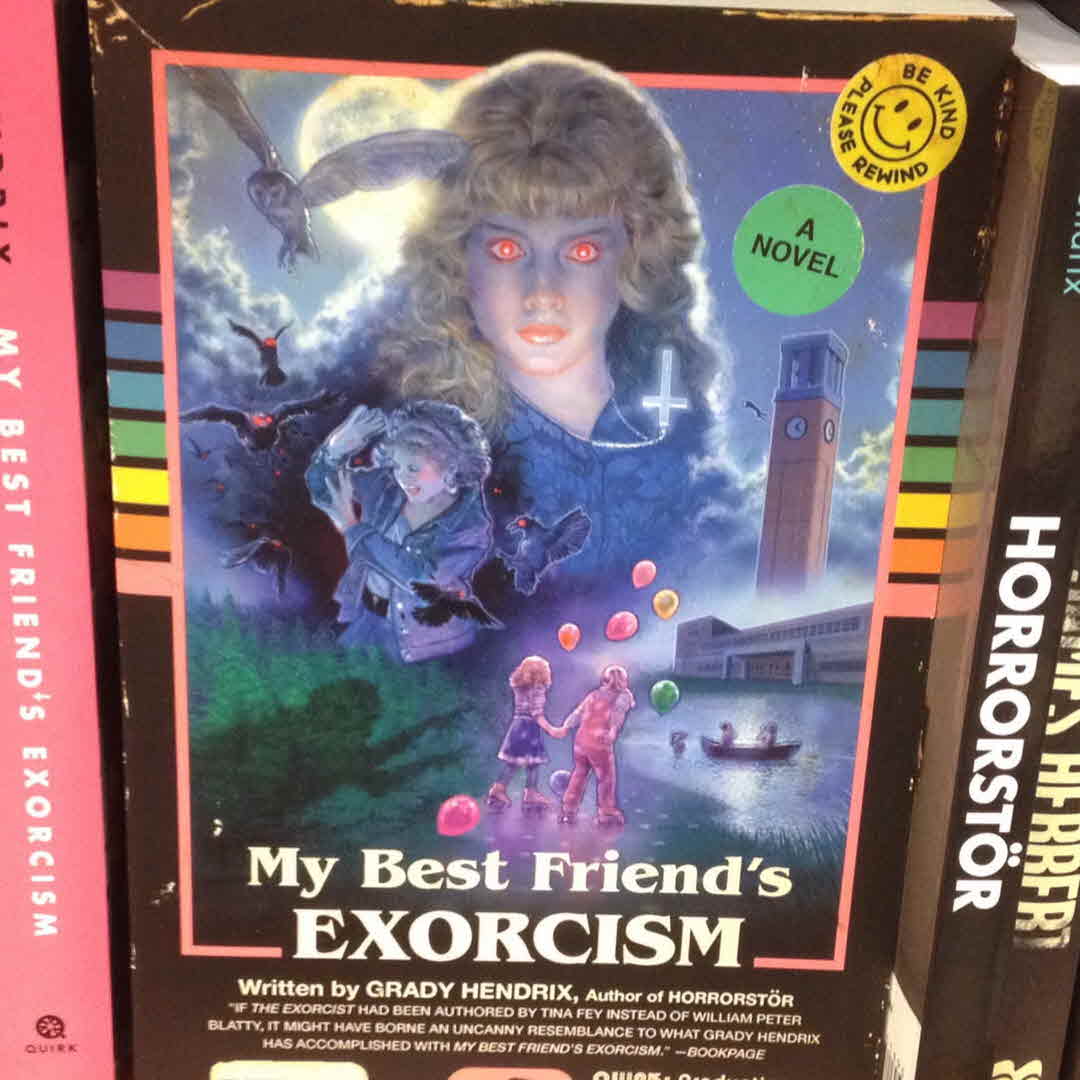 MY BEST FRIEND'S EXORCISM
QUIRK
BE KIND
PLEASE REWIND
A
NOVEL
My Best Friend's
EXORCISM
Written by GRADY HENDRIX, Author of HORRORSTÖR
"IF THE EXORCIST HAD BEEN AUTHORED BY TINA FEY INSTEAD OF WILLIAM PETER
BLATTY, IT MIGHT HAVE BORNE AN UNCANNY RESEMBLANCE TO WHAT GRADY HENDRIX
HAS ACCOMPLISHED WITH MY BEST FRIEND'S EXORCISM." —BOOKPAGE
HORRORSTÖR